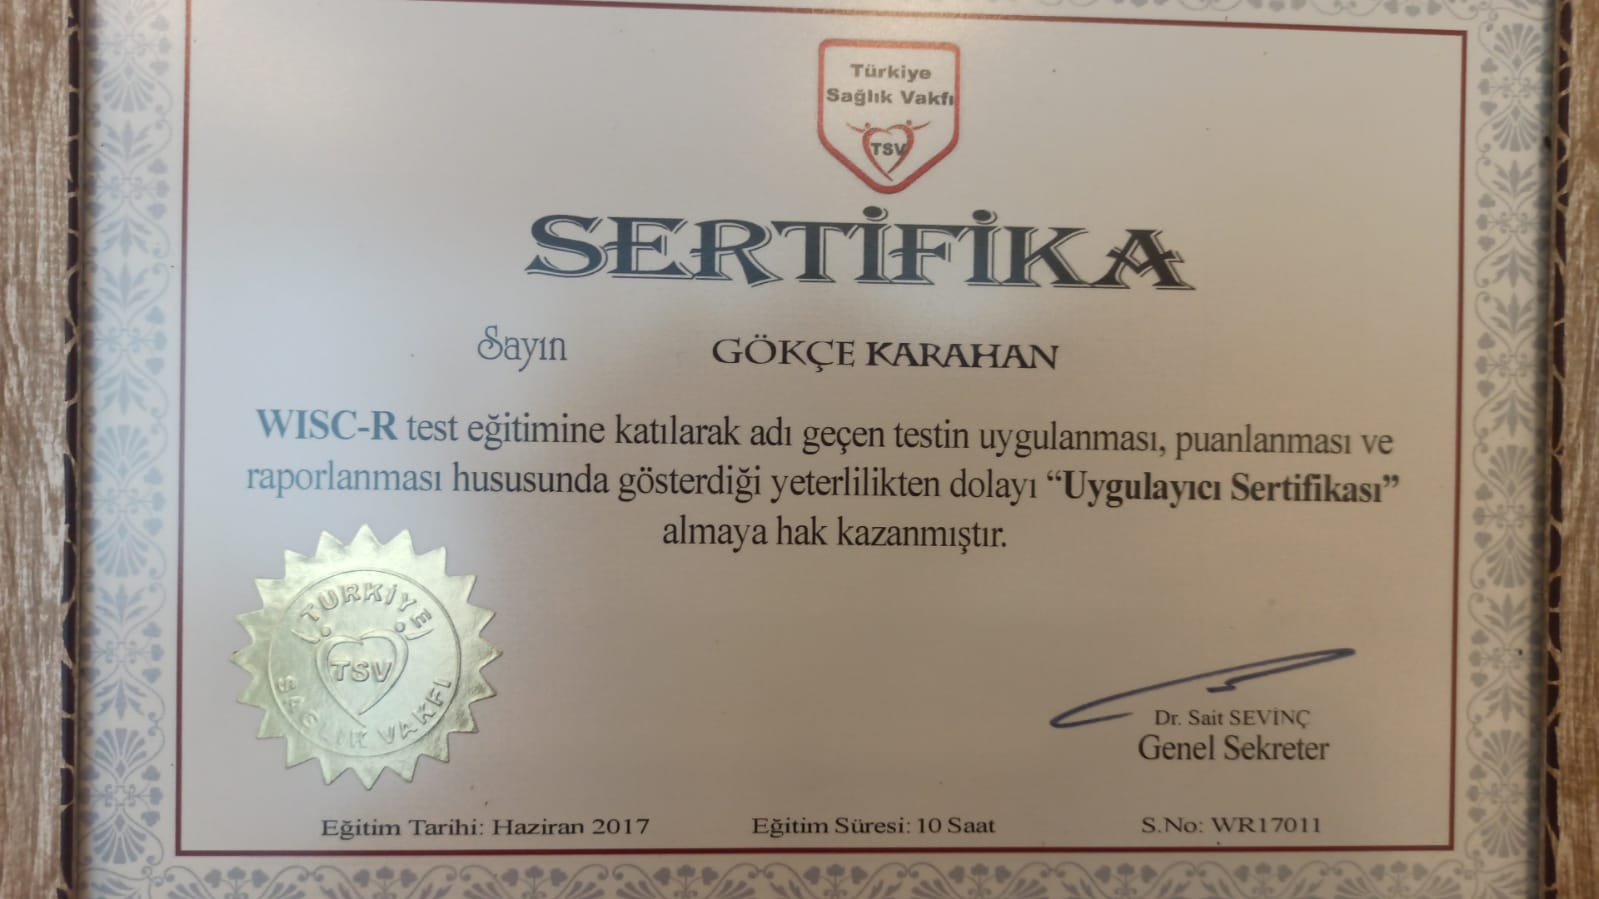 Türkiye
Sağlık Vakfı
TSV
SERTİFİKA
Sayın GÖKÇE KARAHAN
WISC-R test eğitimine katılarak adı geçen testin uygulanması, puanlanması ve
raporlanması hususunda gösterdiği yeterlilikten dolayı “Uygulayıcı Sertifikası”
almaya hak kazanmıştır.
TÜRKİYE
TSV
SAĞLIK VAKFI
Dr. Sait SEVİNÇ
Genel Sekreter
Eğitim Tarihi: Haziran 2017 Eğitim Süresi: 10 Saat S.No: WR17011